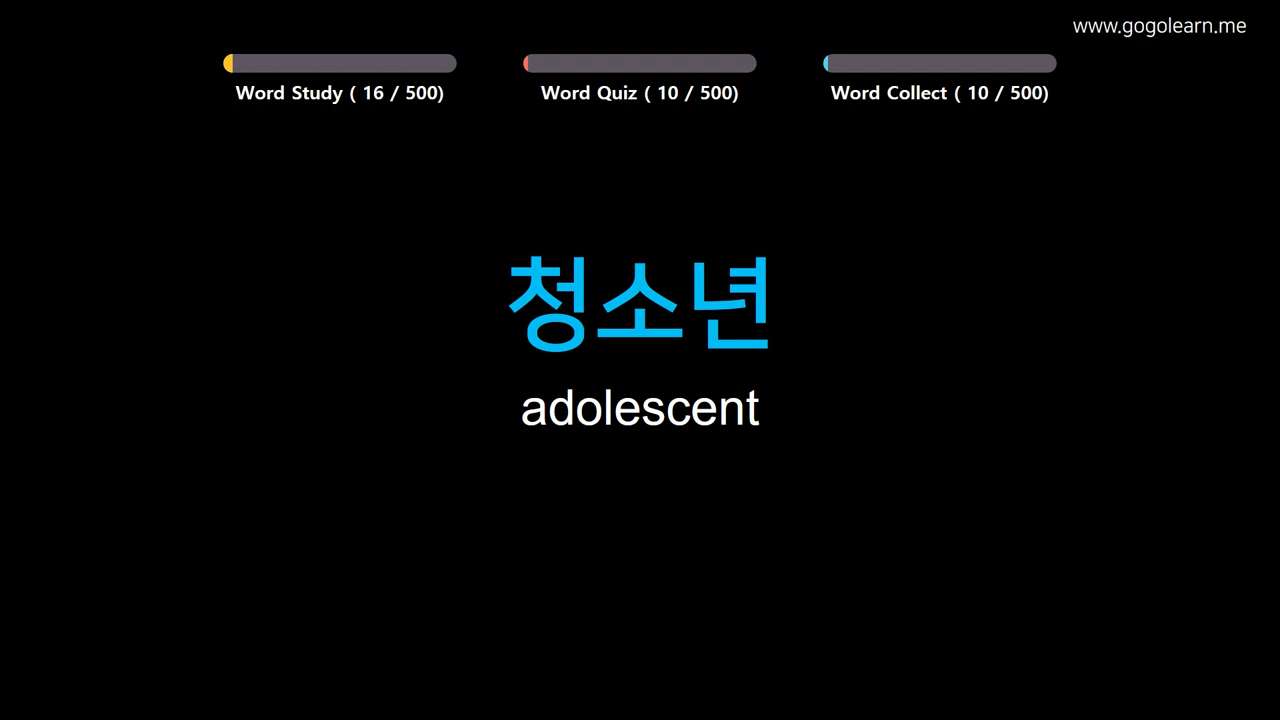 www.gogolearn.me
Word Study ( 16 / 500)
Word Quiz ( 10 / 500)
Word Collect ( 10 / 500)
청소년
adolescent